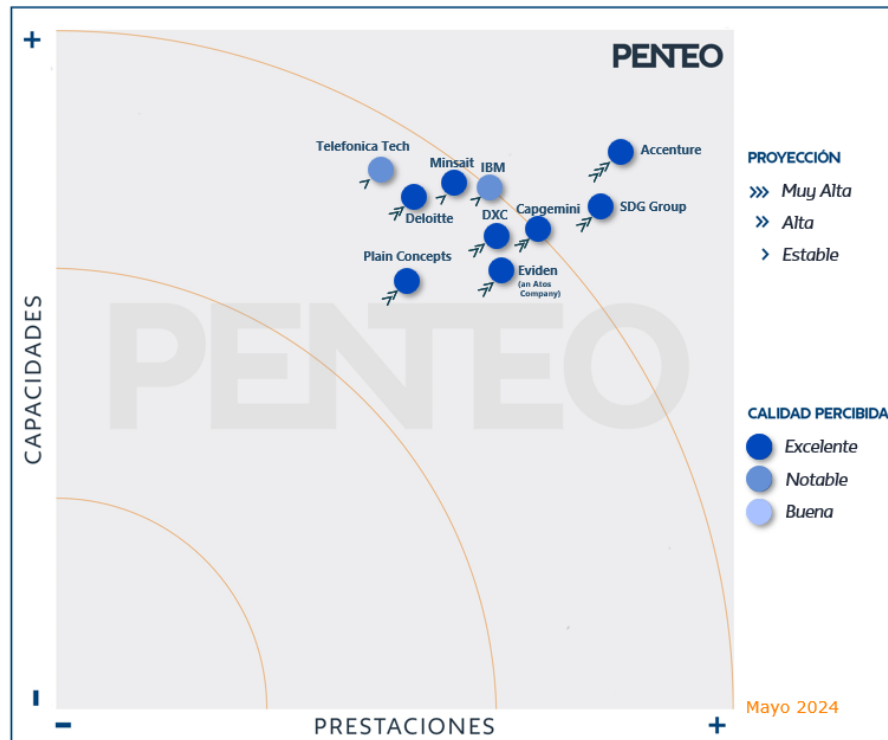 +
PENTEO
Telefonica Tech
Minsait
IBM
Accenture
Deloitte
DXC
Capgemini
SDG Group
Plain Concepts
Eviden
(an Atos
Company)
PROYECCIÓN
>>> Muy Alta
>> Alta
> Estable
PENTEO
CAPACIDADES
CALIDAD PERCIBIDA
Excelente
Notable
Buena
Mayo 2024
-
- PRESTACIONES +